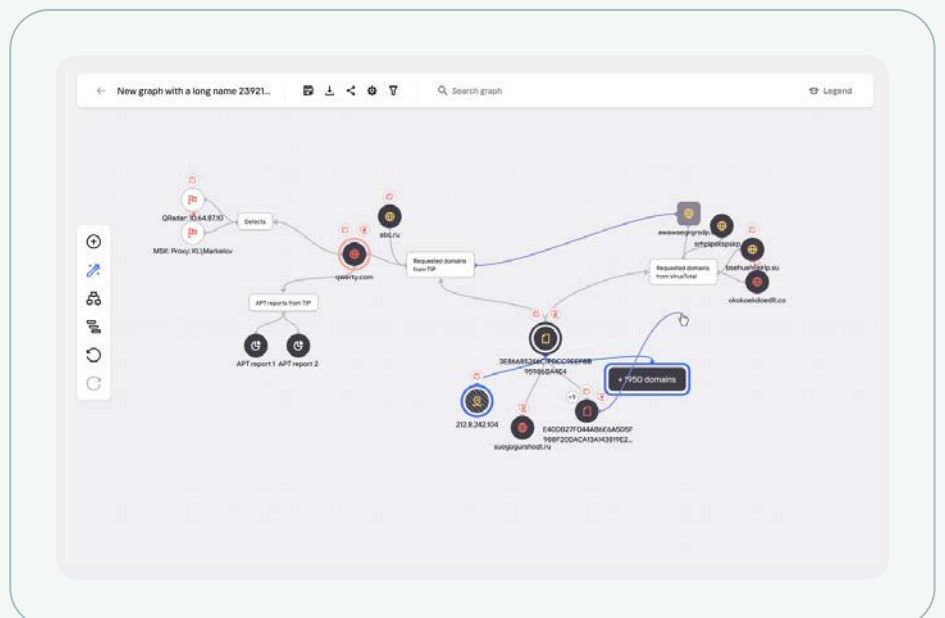 New graph with a long name 23921...
Search graph
Legend
QRadar: 10.64.87.10
MSK: Proxy: KL\Markelov
Detects
abc.ru
qwerty.com
Requested domains
from TIP
APT reports from TIP
APT report 1
APT report 2
Requested domains
from VirusTotal
okokoekdoedlt.co
+ 1950 domains
212.8.242.104
+9
suegogurshodt.ru